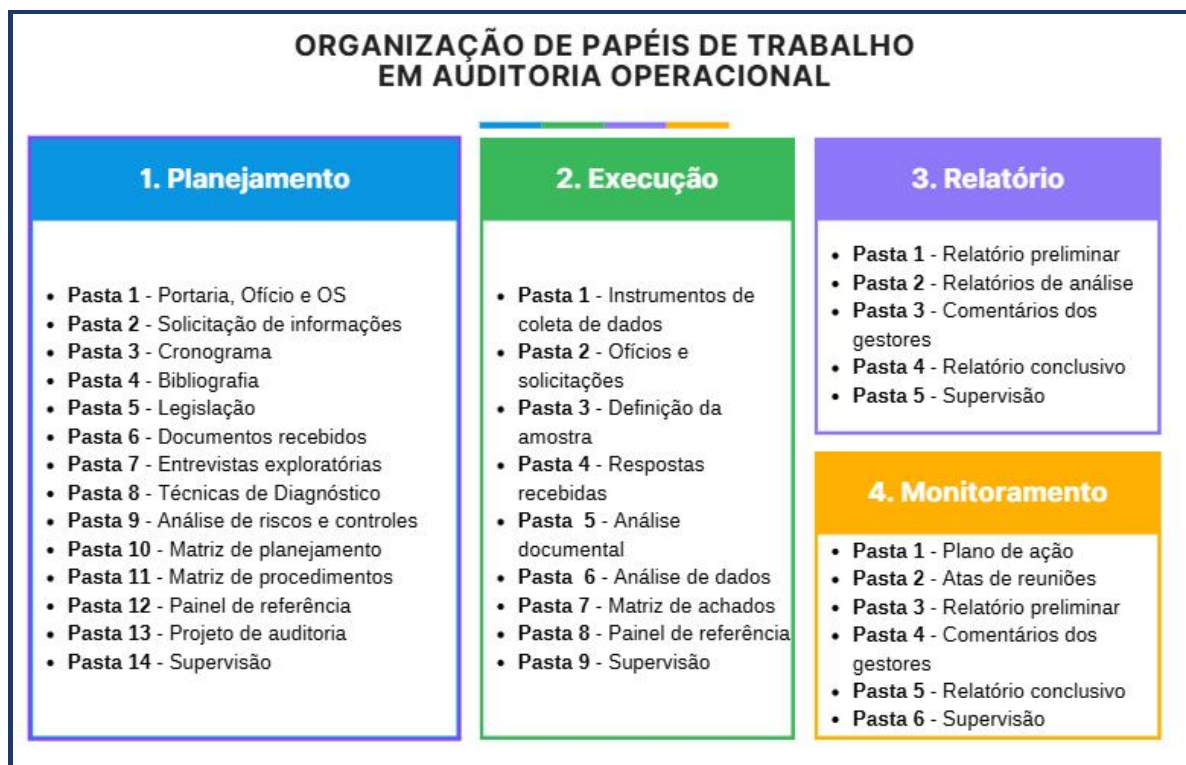 ORGANIZAÇÃO DE PAPÉIS DE TRABALHO
EM AUDITORIA OPERACIONAL
1. Planejamento
• Pasta 1 - Portaria, Ofício e OS
• Pasta 2 - Solicitação de informações
• Pasta 3 - Cronograma
• Pasta 4 - Bibliografia
• Pasta 5 - Legislação
• Pasta 6 - Documentos recebidos
• Pasta 7 - Entrevistas exploratórias
• Pasta 8 - Técnicas de Diagnóstico
• Pasta 9 - Análise de riscos e controles
• Pasta 10 - Matriz de planejamento
• Pasta 11 - Matriz de procedimentos
• Pasta 12 - Painel de referência
• Pasta 13 - Projeto de auditoria
• Pasta 14 - Supervisão
2. Execução
• Pasta 1 - Instrumentos de
coleta de dados
• Pasta 2 - Ofícios e
solicitações
• Pasta 3 - Definição da
amostra
• Pasta 4 - Respostas
recebidas
• Pasta 5 - Análise
documental
• Pasta 6 - Análise de dados
• Pasta 7 - Matriz de achados
• Pasta 8 - Painel de referência
• Pasta 9 - Supervisão
3. Relatório
• Pasta 1 - Relatório preliminar
• Pasta 2 - Relatórios de análise
• Pasta 3 - Comentários dos
gestores
• Pasta 4 - Relatório conclusivo
• Pasta 5 - Supervisão
4. Monitoramento
• Pasta 1 - Plano de ação
• Pasta 2 - Atas de reuniões
• Pasta 3 - Relatório preliminar
• Pasta 4 - Comentários dos
gestores
• Pasta 5 - Relatório conclusivo
• Pasta 6 - Supervisão